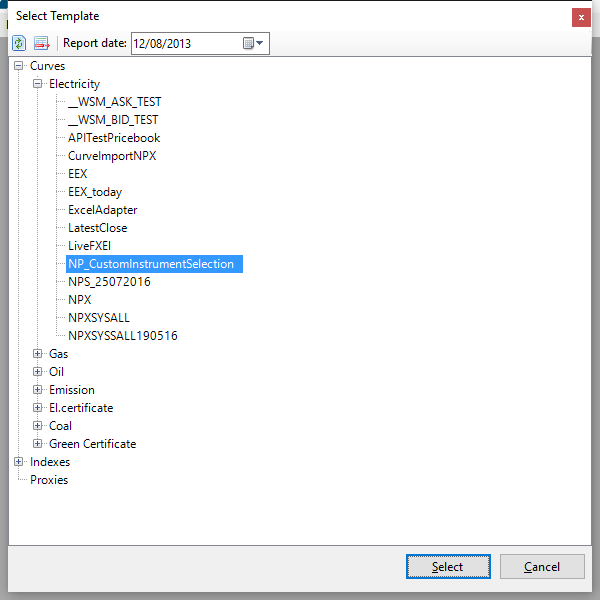 Select Template
x
Report date: 12/08/2013
Curves
Electricity
__WSM_ASK_TEST
__WSM_BID_TEST
APITestPricebook
CurveImportNPX
EEX
EEX_today
ExcelAdapter
LatestClose
LiveFXEI
NP_CustomInstrumentSelection
NPS_25072016
NPX
NPXSYSALL
NPXSYSSALL190516
Gas
Oil
Emission
El.certificate
Coal
Green Certificate
Indexes
Proxies
Select
Cancel